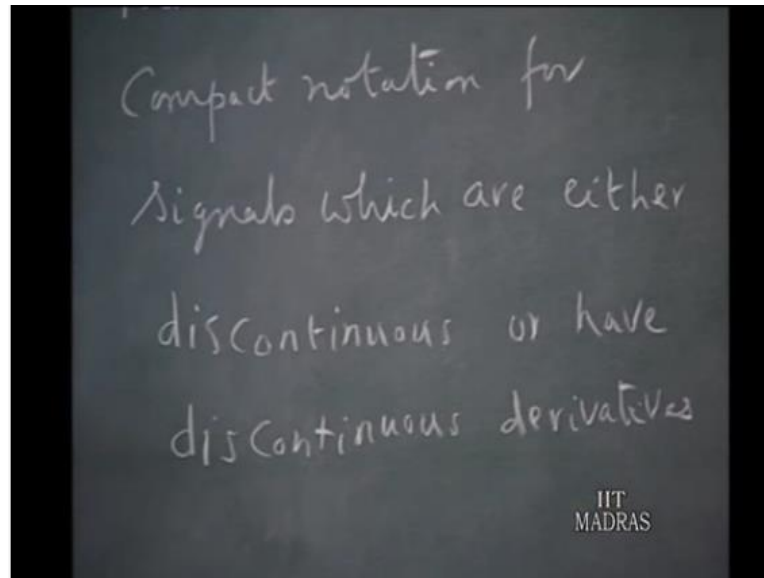 Compact notation for
signals which are either
discontinuous or have
discontinuous derivatives
IIT
MADRAS